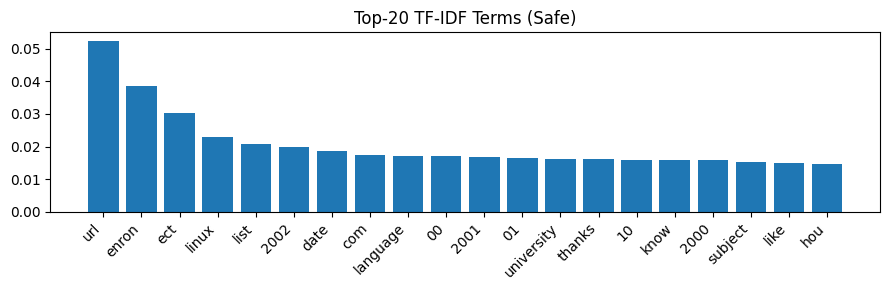 Top-20 TF-IDF Terms (Safe)
0.05
0.04
0.03
0.02
0.01
0.00
url
enron
ect
linux
list
2002
date
com
language
00
2001
01
university
thanks
10
know
2000
subject
like
hou